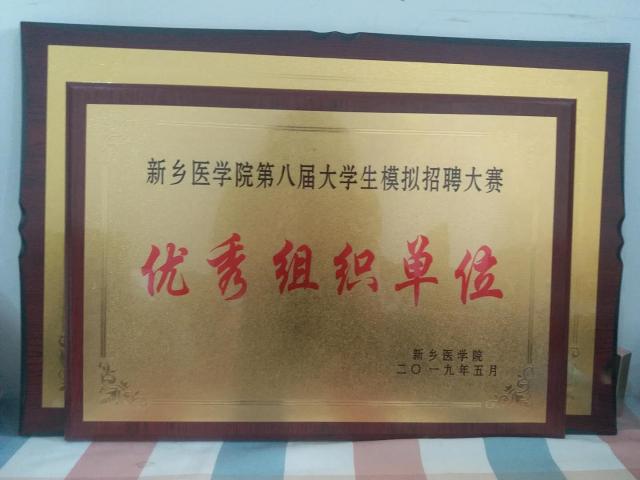 新乡医学院第八届大学生模拟招聘大赛
优秀组织单位
新乡医学院
二〇一九年五月